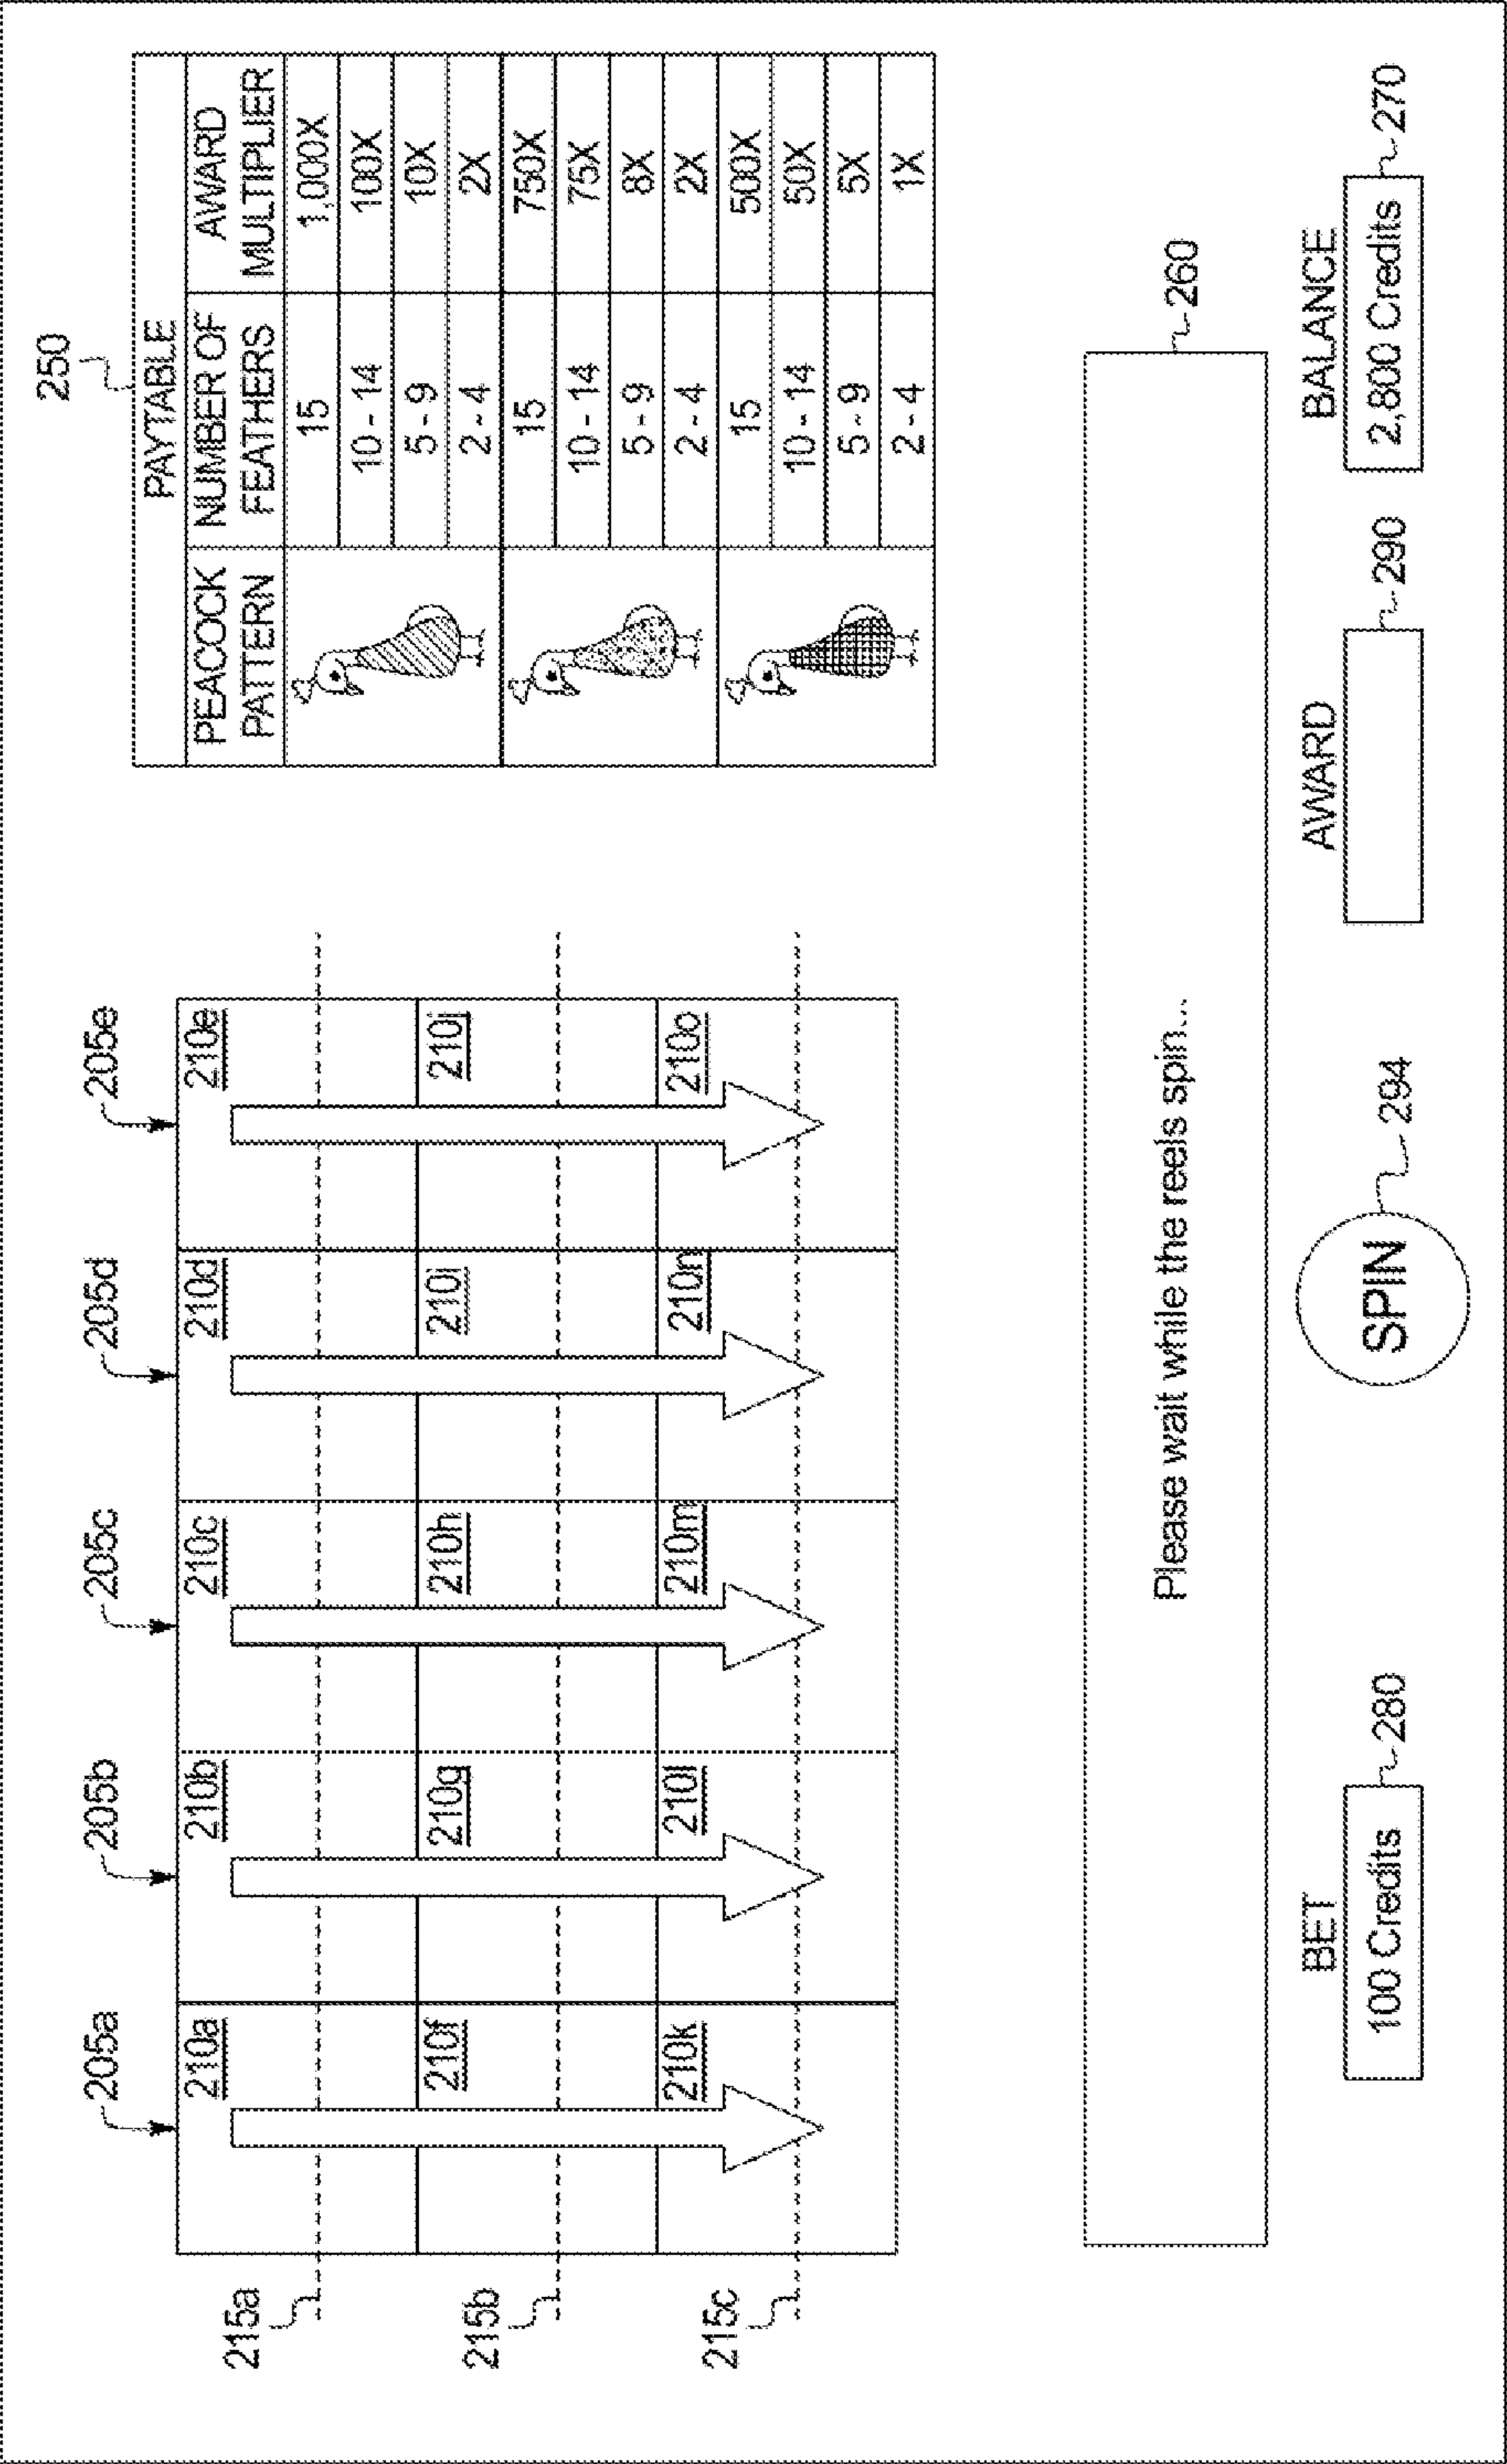 205a
205b
205c
205d
205e
210a
210b
210c
210d
210e
215a
210f
210g
210h
210i
210j
215b
210k
210l
210m
210n
210o
215c
250
PAYTABLE
PEACOCK PATTERN
NUMBER OF FEATHERS
AWARD MULTIPLIER
15 1,000X
10 - 14 100X
5 - 9 10X
2 - 4 2X
15 750X
10 - 14 75X
5 - 9 8X
2 - 4 2X
15 500X
10 - 14 50X
5 - 9 5X
2 - 4 1X
Please wait while the reels spin...
260
BET
100 Credits
280
SPIN
294
AWARD
290
BALANCE
2,800 Credits
270